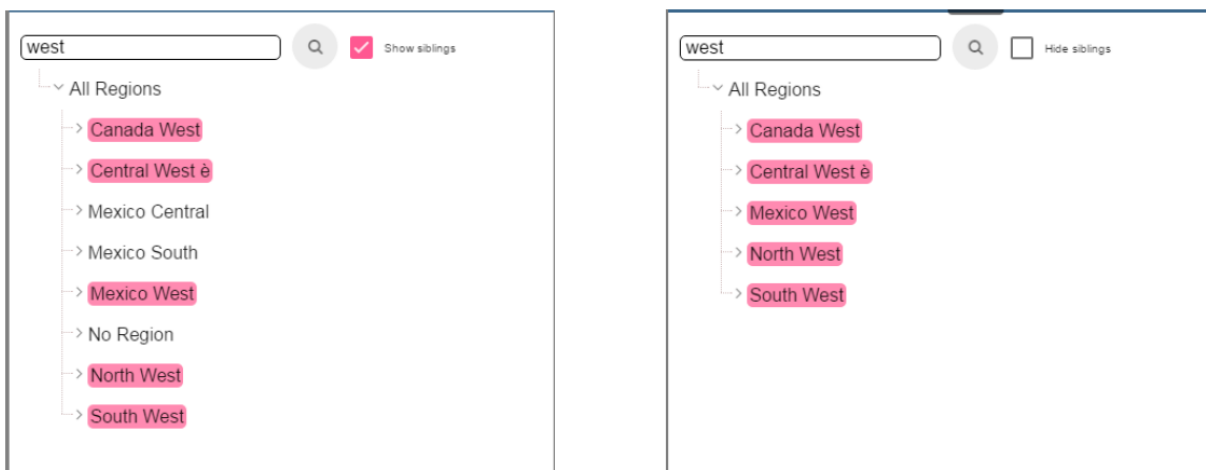 west
Show siblings
All Regions
Canada West
Central West è
Mexico Central
Mexico South
Mexico West
No Region
North West
South West
west
Hide siblings
All Regions
Canada West
Central West è
Mexico West
North West
South West